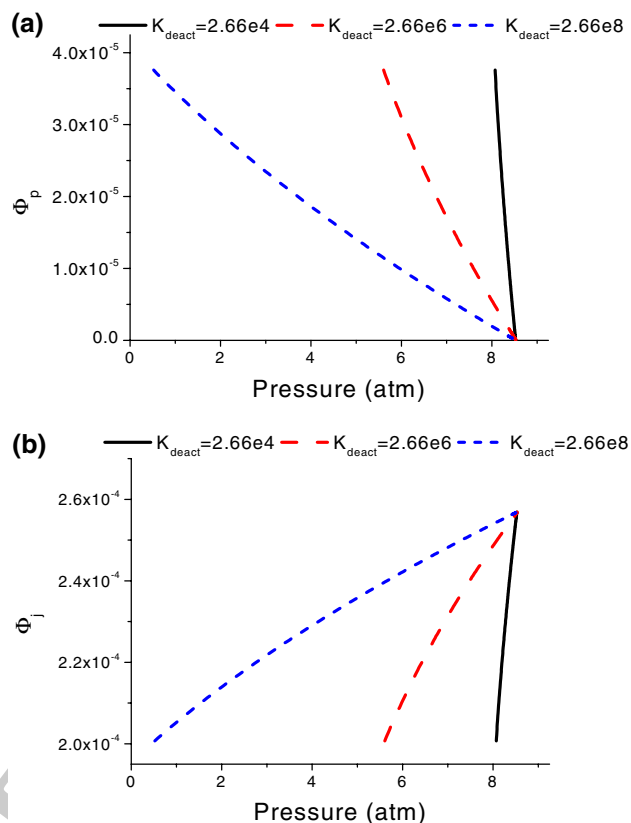 (a)
K_deact=2.66e4 K_deact=2.66e6 K_deact=2.66e8
4.0x10^-5
3.0x10^-5
2.0x10^-5
1.0x10^-5
0.0
Φ_p
0 2 4 6 8
Pressure (atm)
(b)
K_deact=2.66e4 K_deact=2.66e6 K_deact=2.66e8
2.6x10^-4
2.4x10^-4
2.2x10^-4
2.0x10^-4
Φ_j
0 2 4 6 8
Pressure (atm)